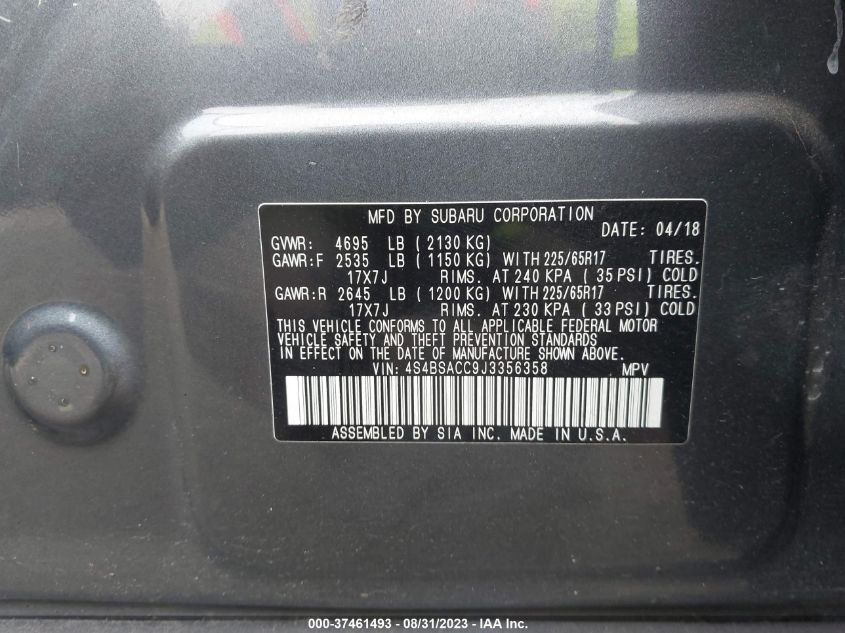 MFD BY SUBARU CORPORATION
DATE: 04/18
GVWR: 4695 LB ( 2130 KG)
GAWR:F 2535 LB ( 1150 KG) WITH 225/65R17 TIRES.
17X7J RIMS. AT 240 KPA ( 35 PSI) COLD
GAWR:R 2645 LB ( 1200 KG) WITH 225/65R17 TIRES.
17X7J RIMS. AT 230 KPA ( 33 PSI) COLD
THIS VEHICLE CONFORMS TO ALL APPLICABLE FEDERAL MOTOR
VEHICLE SAFETY AND THEFT PREVENTION STANDARDS
IN EFFECT ON THE DATE OF MANUFACTURE SHOWN ABOVE.
VIN: 4S4BSACC9J3356358 MPV
ASSEMBLED BY SIA INC. MADE IN U.S.A.
000-37461493 - 08/31/2023 - IAA Inc.